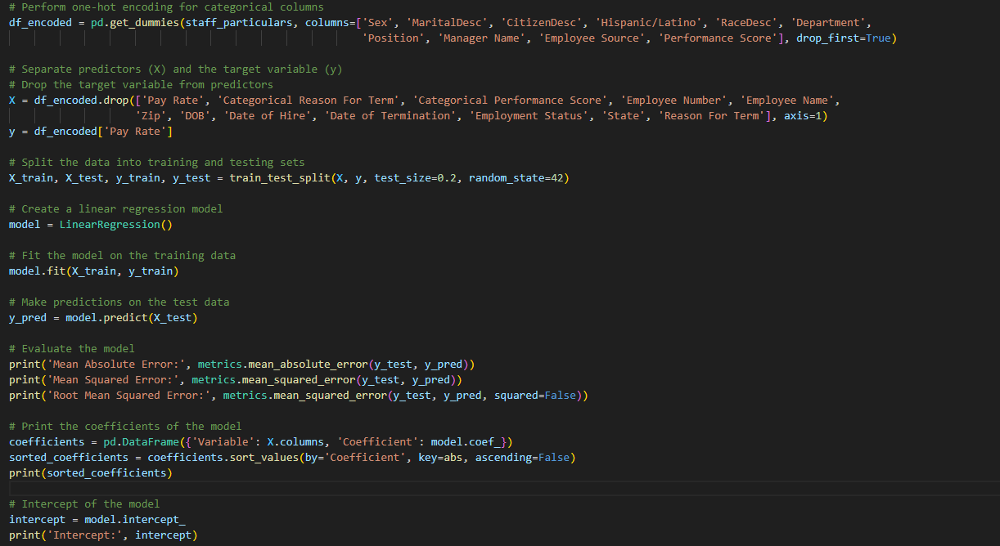 # Perform one-hot encoding for categorical columns
df_encoded = pd.get_dummies(staff_particulars, columns=['Sex', 'MaritalDesc', 'CitizenDesc', 'Hispanic/Latino', 'RaceDesc', 'Department',
'Position', 'Manager Name', 'Employee Source', 'Performance Score'], drop_first=True)
# Separate predictors (X) and the target variable (y)
# Drop the target variable from predictors
X = df_encoded.drop(['Pay Rate', 'Categorical Reason For Term', 'Categorical Performance Score', 'Employee Number', 'Employee Name',
'Zip', 'DOB', 'Date of Hire', 'Date of Termination', 'Employment Status', 'State', 'Reason For Term'], axis=1)
y = df_encoded['Pay Rate']
# Split the data into training and testing sets
X_train, X_test, y_train, y_test = train_test_split(X, y, test_size=0.2, random_state=42)
# Create a linear regression model
model = LinearRegression()
# Fit the model on the training data
model.fit(X_train, y_train)
# Make predictions on the test data
y_pred = model.predict(X_test)
# Evaluate the model
print('Mean Absolute Error:', metrics.mean_absolute_error(y_test, y_pred))
print('Mean Squared Error:', metrics.mean_squared_error(y_test, y_pred))
print('Root Mean Squared Error:', metrics.mean_squared_error(y_test, y_pred, squared=False))
# Print the coefficients of the model
coefficients = pd.DataFrame({'Variable': X.columns, 'Coefficient': model.coef_})
sorted_coefficients = coefficients.sort_values(by='Coefficient', key=abs, ascending=False)
print(sorted_coefficients)
# Intercept of the model
intercept = model.intercept_
print('Intercept:', intercept)